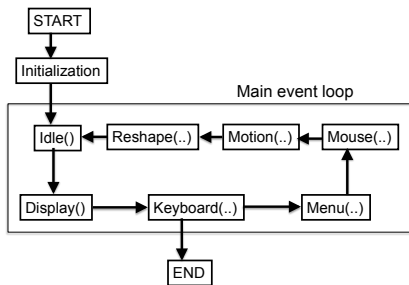 START
Initialization
Main event loop
Idle()
Reshape(..)
Motion(..)
Mouse(..)
Display()
Keyboard(..)
Menu(..)
END